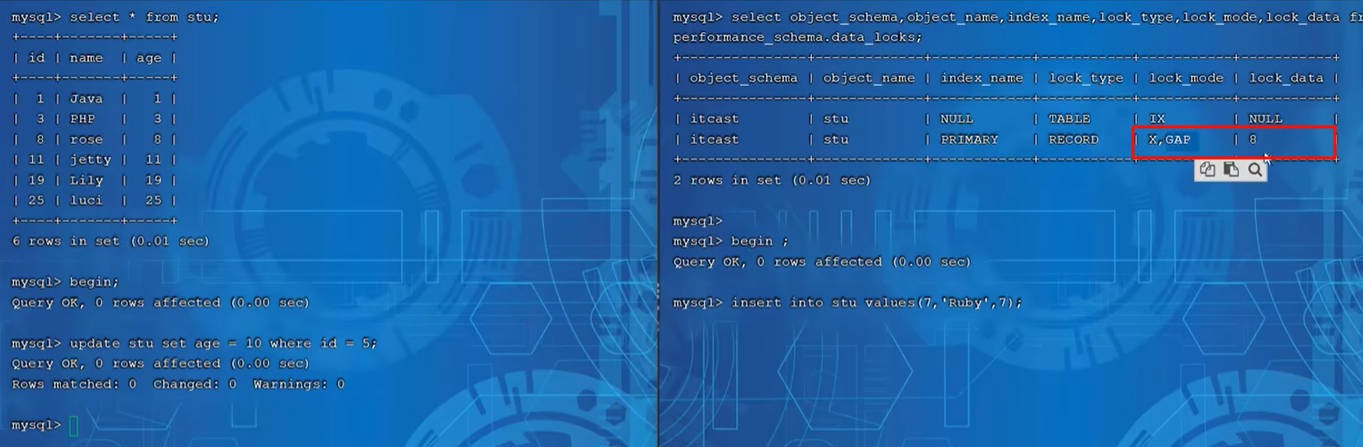 mysql> select * from stu;
+----+-------+-----+
| id | name  | age |
+----+-------+-----+
|  1 | Java  |   1 |
|  3 | PHP   |   3 |
|  8 | rose  |   8 |
| 11 | jetty |  11 |
| 19 | Lily  |  19 |
| 25 | luci  |  25 |
+----+-------+-----+
6 rows in set (0.01 sec)
mysql> begin;
Query OK, 0 rows affected (0.00 sec)
mysql> update stu set age = 10 where id = 5;
Query OK, 0 rows affected (0.00 sec)
Rows matched: 0  Changed: 0  Warnings: 0
mysql>
mysql> select object_schema,object_name,index_name,lock_type,lock_mode,lock_data fr
performance_schema.data_locks;
+---------------+-------------+------------+-----------+-----------+-----------+
| object_schema | object_name | index_name | lock_type | lock_mode | lock_data |
+---------------+-------------+------------+-----------+-----------+-----------+
| itcast        | stu         | NULL       | TABLE     | IX        | NULL      |
| itcast        | stu         | PRIMARY    | RECORD    | X,GAP     | 8         |
+---------------+-------------+------------+-----------+-----------+-----------+
2 rows in set (0.01 sec)
mysql>
mysql> begin ;
Query OK, 0 rows affected (0.00 sec)
mysql> insert into stu values(7,'Ruby',7);